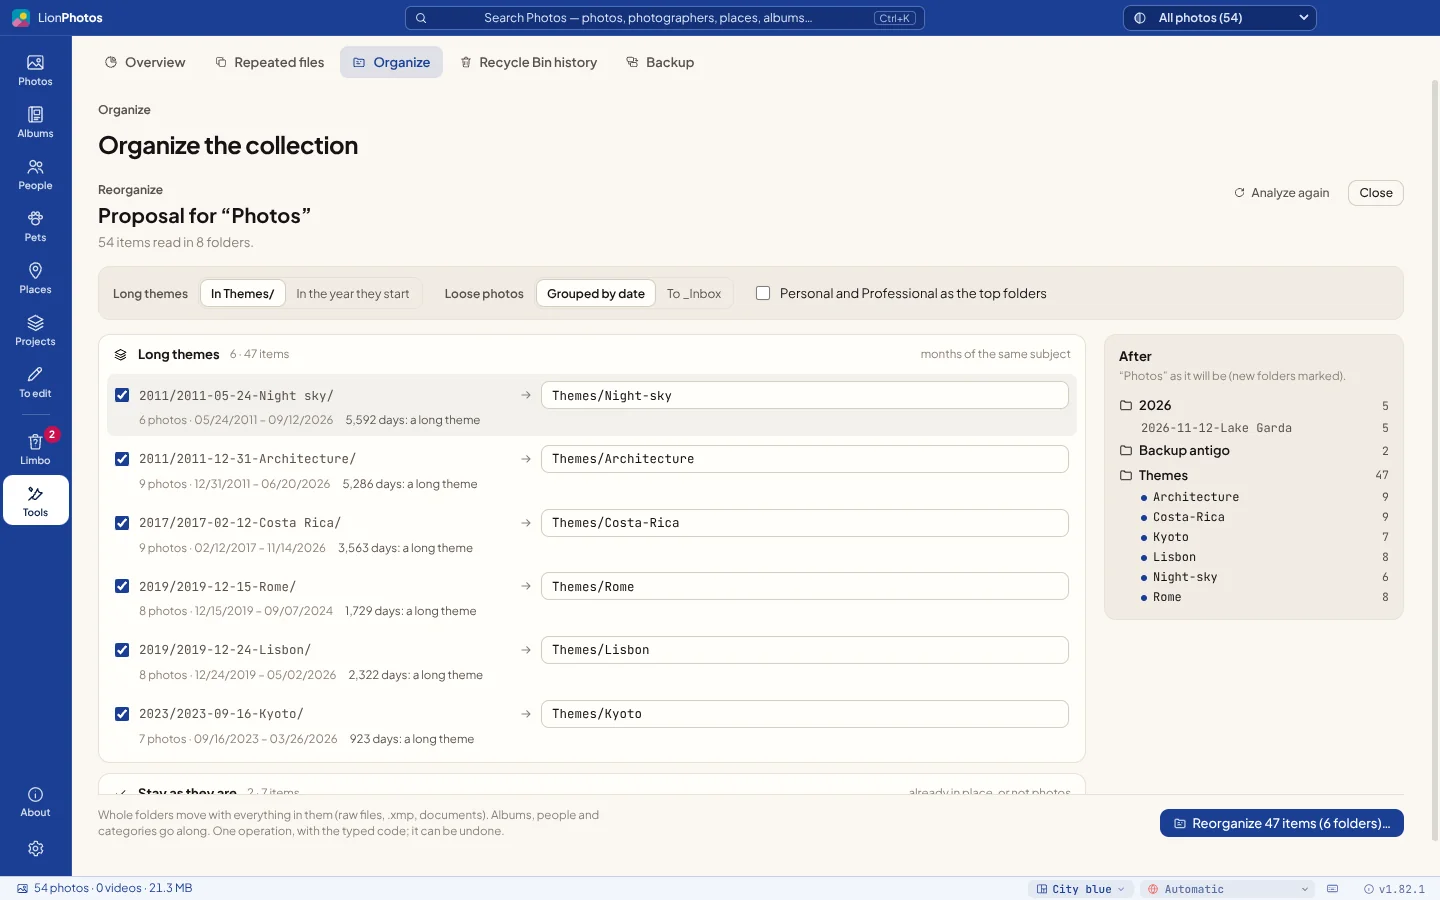 LionPhotos
Search Photos — photos, photographers, places, albums...
Ctrl+K
All photos (54)
Photos
Albums
People
Pets
Places
Projects
To edit
2
Limbo
Tools
About
Overview
Repeated files
Organize
Recycle Bin history
Backup
Organize
Organize the collection
Reorganize
Proposal for “Photos”
54 items read in 8 folders.
Analyze again
Close
Long themes
In Themes/
In the year they start
Loose photos
Grouped by date
To _Inbox
Personal and Professional as the top folders
Long themes 6 · 47 items
months of the same subject
2011/2011-05-24-Night sky/ → Themes/Night-sky
6 photos · 05/24/2011 – 09/12/2026 5,592 days: a long theme
2011/2011-12-31-Architecture/ → Themes/Architecture
9 photos · 12/31/2011 – 06/20/2026 5,286 days: a long theme
2017/2017-02-12-Costa Rica/ → Themes/Costa-Rica
9 photos · 02/12/2017 – 11/14/2026 3,563 days: a long theme
2019/2019-12-15-Rome/ → Themes/Rome
8 photos · 12/15/2019 – 09/07/2024 1,729 days: a long theme
2019/2019-12-24-Lisbon/ → Themes/Lisbon
8 photos · 12/24/2019 – 05/02/2026 2,322 days: a long theme
2023/2023-09-16-Kyoto/ → Themes/Kyoto
7 photos · 09/16/2023 – 03/26/2026 923 days: a long theme
Stay as they are 2 · 7 items
already in place, or not photos
After
“Photos” as it will be (new folders marked).
2026 5
2026-11-12-Lake Garda 5
Backup antigo 2
Themes 47
Architecture 9
Costa-Rica 9
Kyoto 7
Lisbon 8
Night-sky 6
Rome 8
Whole folders move with everything in them (raw files, .xmp, documents). Albums, people and
categories go along. One operation, with the typed code; it can be undone.
Reorganize 47 items (6 folders)...
54 photos · 0 videos · 21.3 MB
City blue
Automatic
v1.82.1